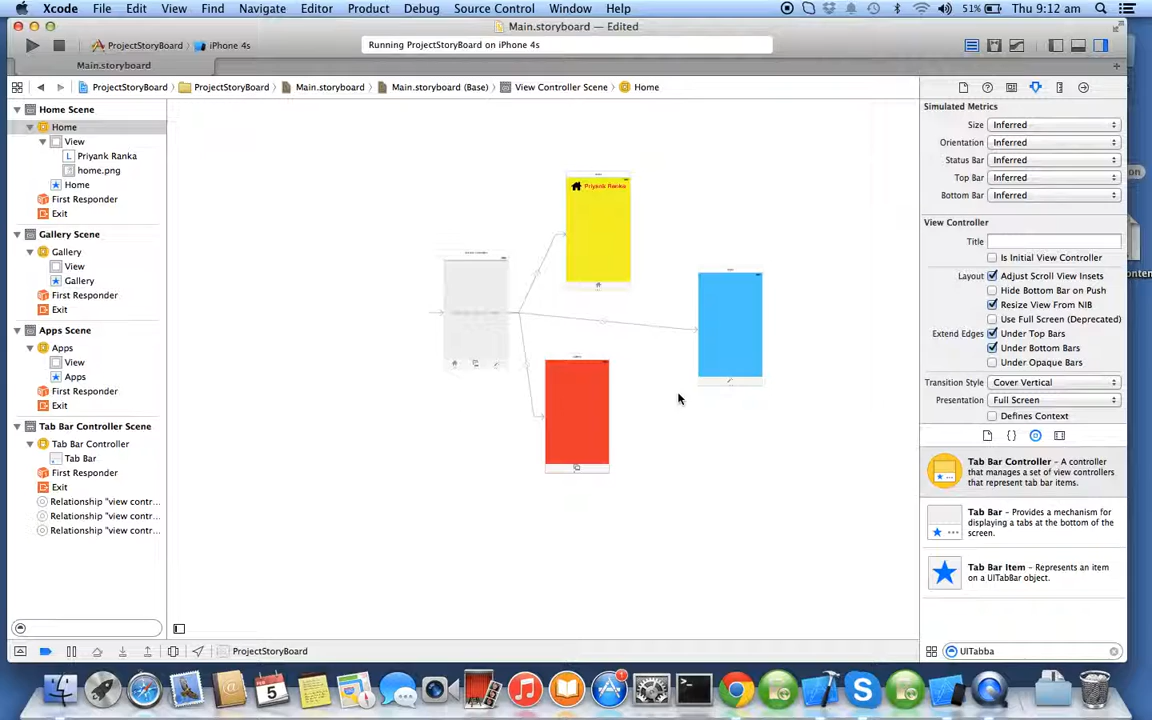 Xcode File Edit View Find Navigate Editor Product Debug Source Control Window Help 51% Thu 9:12 am
Main.storyboard — Edited
ProjectStoryBoard iPhone 4s Running ProjectStoryBoard on iPhone 4s
Main.storyboard
ProjectStoryBoard ProjectStoryBoard Main.storyboard Main.storyboard (Base) View Controller Scene Home
Home Scene
Home
View
L Priyank Ranka
home.png
Home
First Responder
Exit
Gallery Scene
Gallery
View
Gallery
First Responder
Exit
Apps Scene
Apps
View
Apps
First Responder
Exit
Tab Bar Controller Scene
Tab Bar Controller
Tab Bar
First Responder
Exit
Relationship "view contr...
Relationship "view contr...
Relationship "view contr...
Priyank Ranka
Simulated Metrics
Size Inferred
Orientation Inferred
Status Bar Inferred
Top Bar Inferred
Bottom Bar Inferred
View Controller
Title
Is Initial View Controller
Layout Adjust Scroll View Insets
Hide Bottom Bar on Push
Resize View From NIB
Use Full Screen (Deprecated)
Extend Edges Under Top Bars
Under Bottom Bars
Under Opaque Bars
Transition Style Cover Vertical
Presentation Full Screen
Defines Context
Tab Bar Controller – A controller
that manages a set of view controllers
that represent tab bar items.
Tab Bar – Provides a mechanism for
displaying a tabs at the bottom of the
screen.
Tab Bar Item – Represents an item
on a UITabBar object.
UITabba
ProjectStoryBoard
FEB
5
1